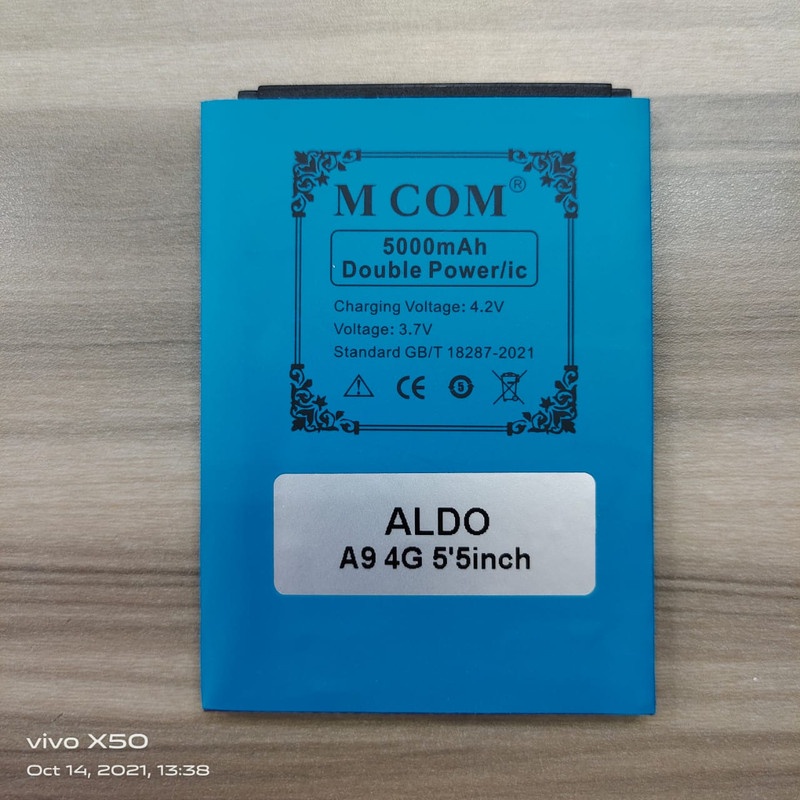 M COM®
5000mAh
Double Power/ic
Charging Voltage: 4.2V
Voltage: 3.7V
Standard GB/T 18287-2021
CE
5
ALDO
A9 4G 5'5inch
vivo X50
Oct 14, 2021, 13:38